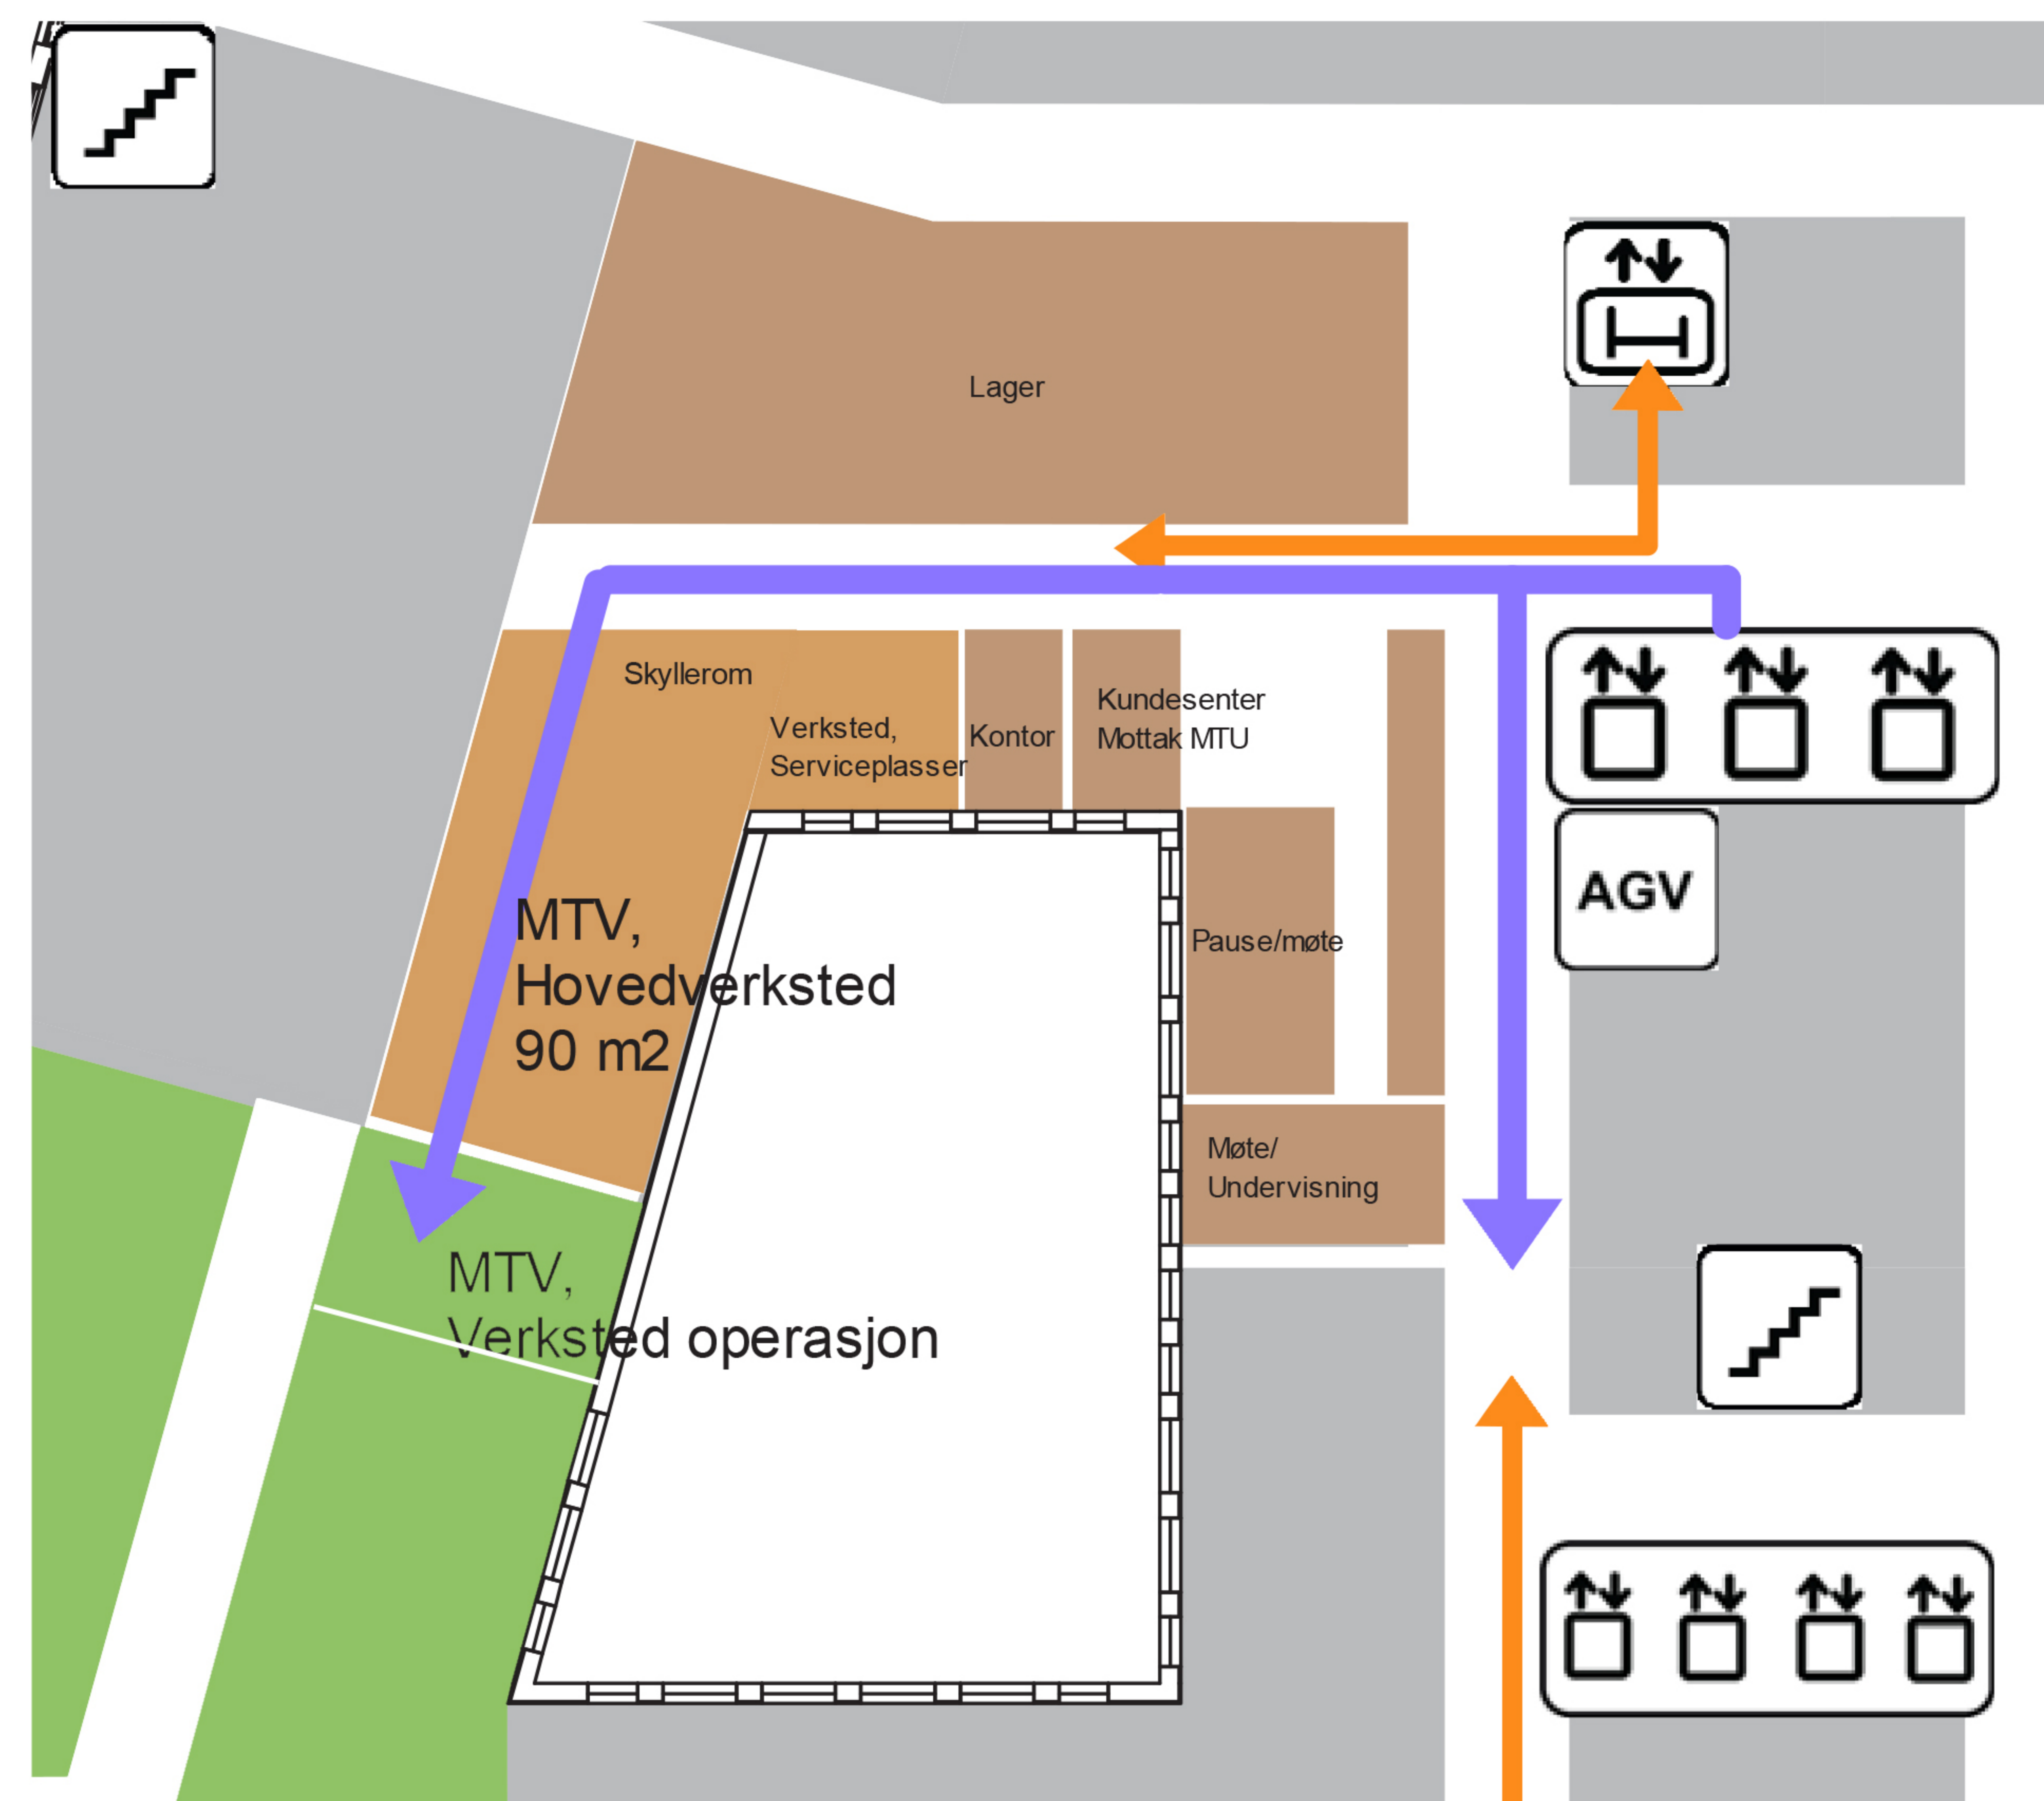 Lager
Skyllerom
Verksted,
Serviceplasser
Kontor
Kundesenter
Mottak MTU
AGV
MTV,
Hovedverksted
90 m2
Pause/møte
Møte/
Undervisning
MTV,
Verksted operasjon